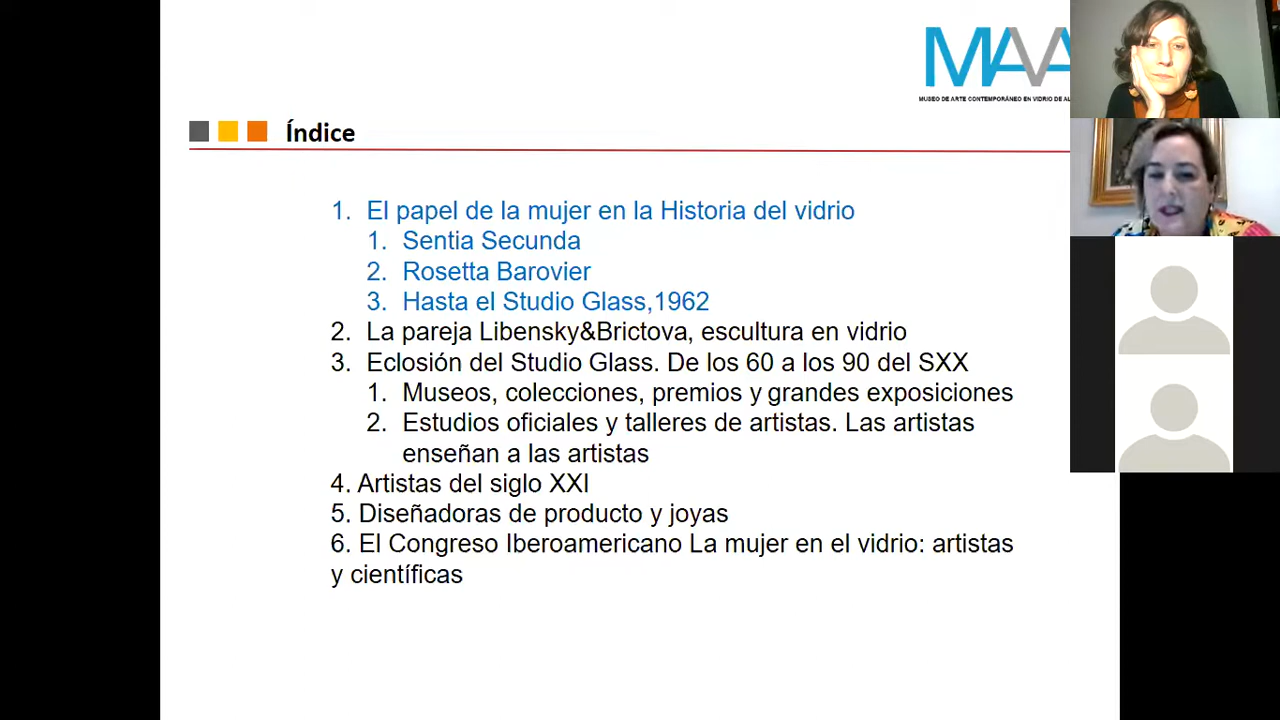 MAVA
MUSEO DE ARTE CONTEMPORÁNEO EN VIDRIO DE AL
Índice
1. El papel de la mujer en la Historia del vidrio
1. Sentia Secunda
2. Rosetta Barovier
3. Hasta el Studio Glass,1962
2. La pareja Libensky&Brictova, escultura en vidrio
3. Eclosión del Studio Glass. De los 60 a los 90 del SXX
1. Museos, colecciones, premios y grandes exposiciones
2. Estudios oficiales y talleres de artistas. Las artistas
enseñan a las artistas
4. Artistas del siglo XXI
5. Diseñadoras de producto y joyas
6. El Congreso Iberoamericano La mujer en el vidrio: artistas
y científicas